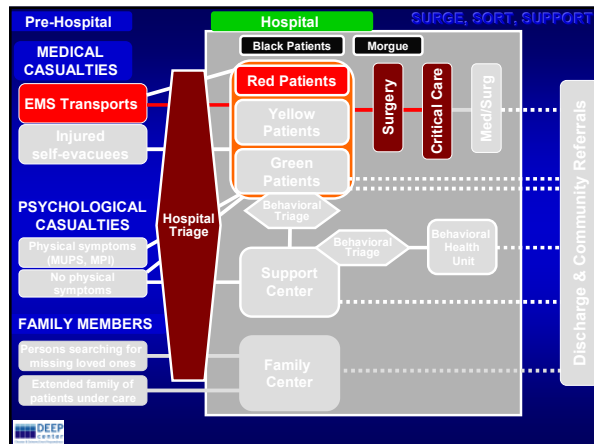 Pre-Hospital
Hospital
SURGE, SORT, SUPPORT
MEDICAL
CASUALTIES
EMS Transports
Injured
self-evacuees
PSYCHOLOGICAL
CASUALTIES
Physical symptoms
(MUPS, MPI)
No physical
symptoms
FAMILY MEMBERS
Persons searching for
missing loved ones
Extended family of
patients under care
Hospital
Triage
Black Patients
Morgue
Red Patients
Yellow
Patients
Green
Patients
Behavioral
Triage
Support
Center
Family
Center
Behavioral
Triage
Behavioral
Health
Unit
Surgery
Critical Care
Med/Surg
Discharge & Community Referrals
DEEP
center